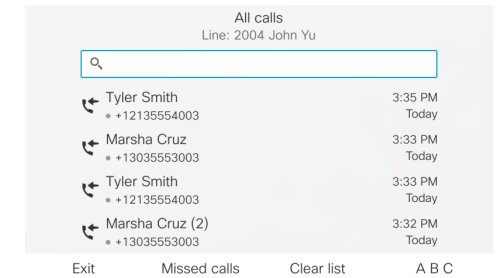 All calls
Line: 2004 John Yu
Tyler Smith 3:35 PM
+12135554003 Today
Marsha Cruz 3:33 PM
+13035553003 Today
Tyler Smith 3:33 PM
+12135554003 Today
Marsha Cruz (2) 3:32 PM
+13035553003 Today
Exit Missed calls Clear list A B C